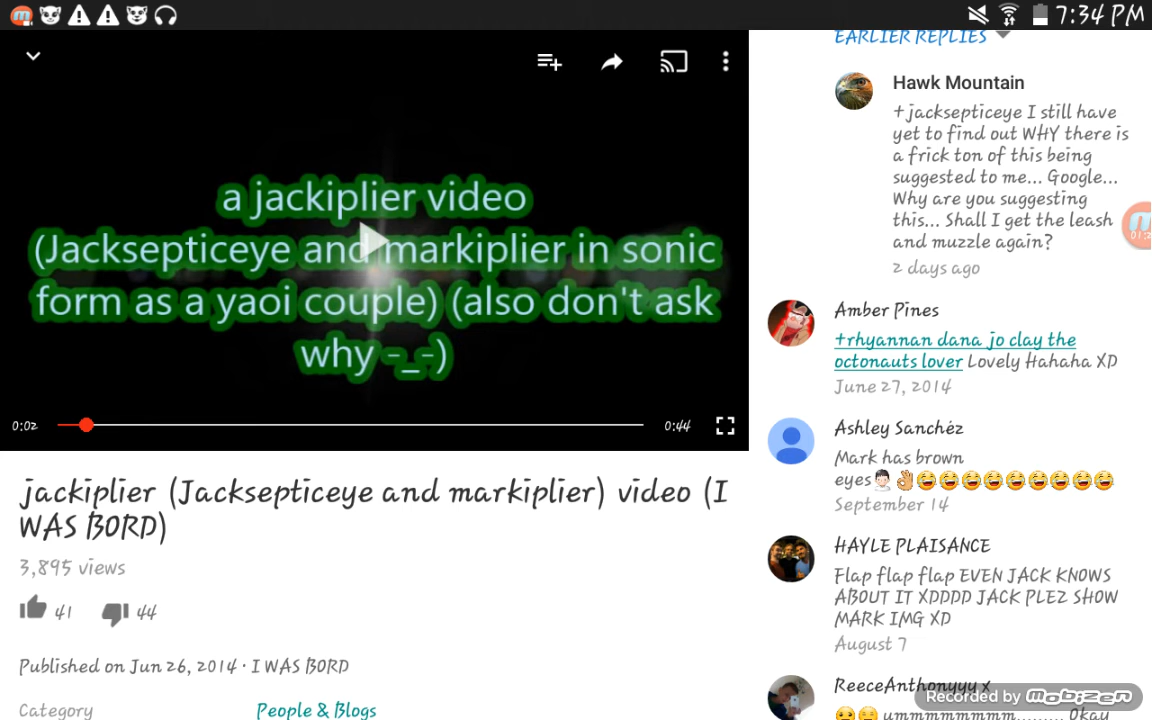 7:34 PM
EARLIER REPLIES
Hawk Mountain
+jacksepticeye I still have
yet to find out WHY there is
a frick ton of this being
suggested to me... Google...
Why are you suggesting
this... Shall I get the leash
and muzzle again?
2 days ago
Amber Pines
+rhyannan dana jo clay the
octonauts lover Lovely Hahaha XD
June 27, 2014
Ashley Sanchéz
Mark has brown
eyes👨🏻👌🏼😂😂😂😂😂😂😂😂😂
September 14
HAYLE PLAISANCE
Flap flap flap EVEN JACK KNOWS
ABOUT IT XDDDD JACK PLEZ SHOW
MARK IMG XD
August 7
ReeceAnthonyyy x
ummmmmmmm......... Okay
a jackiplier video
(Jacksepticeye and markiplier in sonic
form as a yaoi couple) (also don't ask
why -_-)
0:02
0:44
jackiplier (Jacksepticeye and markiplier) video (I
WAS BORD)
3,895 views
41
44
Published on Jun 26, 2014 · I WAS BORD
Category
People & Blogs
Recorded by mobizen